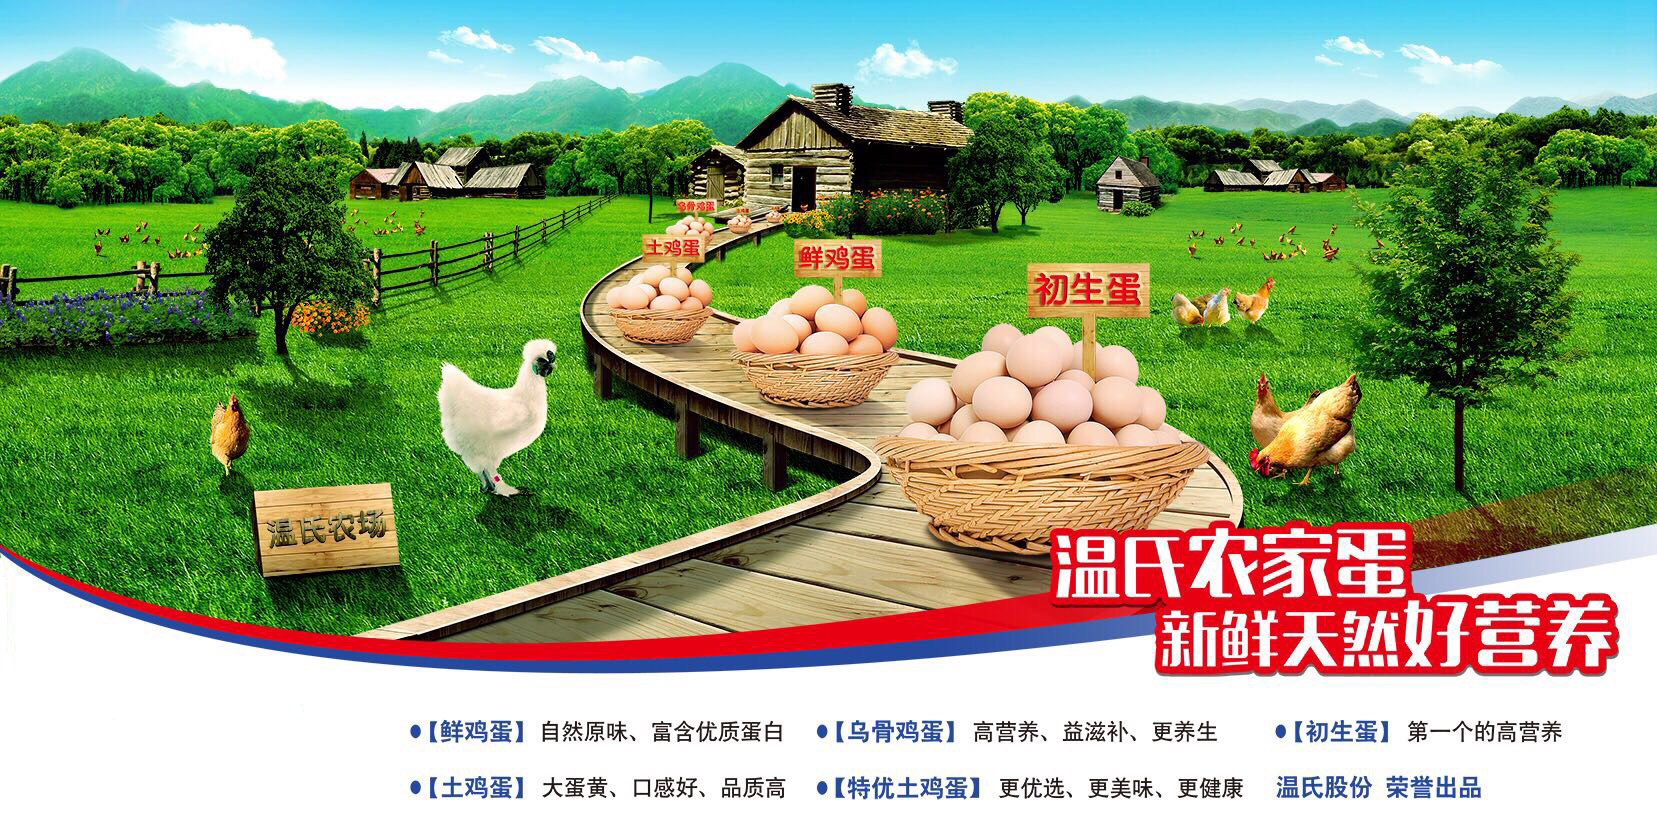 乌骨鸡蛋
土鸡蛋
鲜鸡蛋
初生蛋
温氏农场
温氏农家蛋
新鲜天然好营养
●【鲜鸡蛋】 自然原味、富含优质蛋白
●【乌骨鸡蛋】 高营养、益滋补、更养生
●【初生蛋】 第一个的高营养
●【土鸡蛋】 大蛋黄、口感好、品质高
●【特优土鸡蛋】 更优选、更美味、更健康
温氏股份 荣誉出品